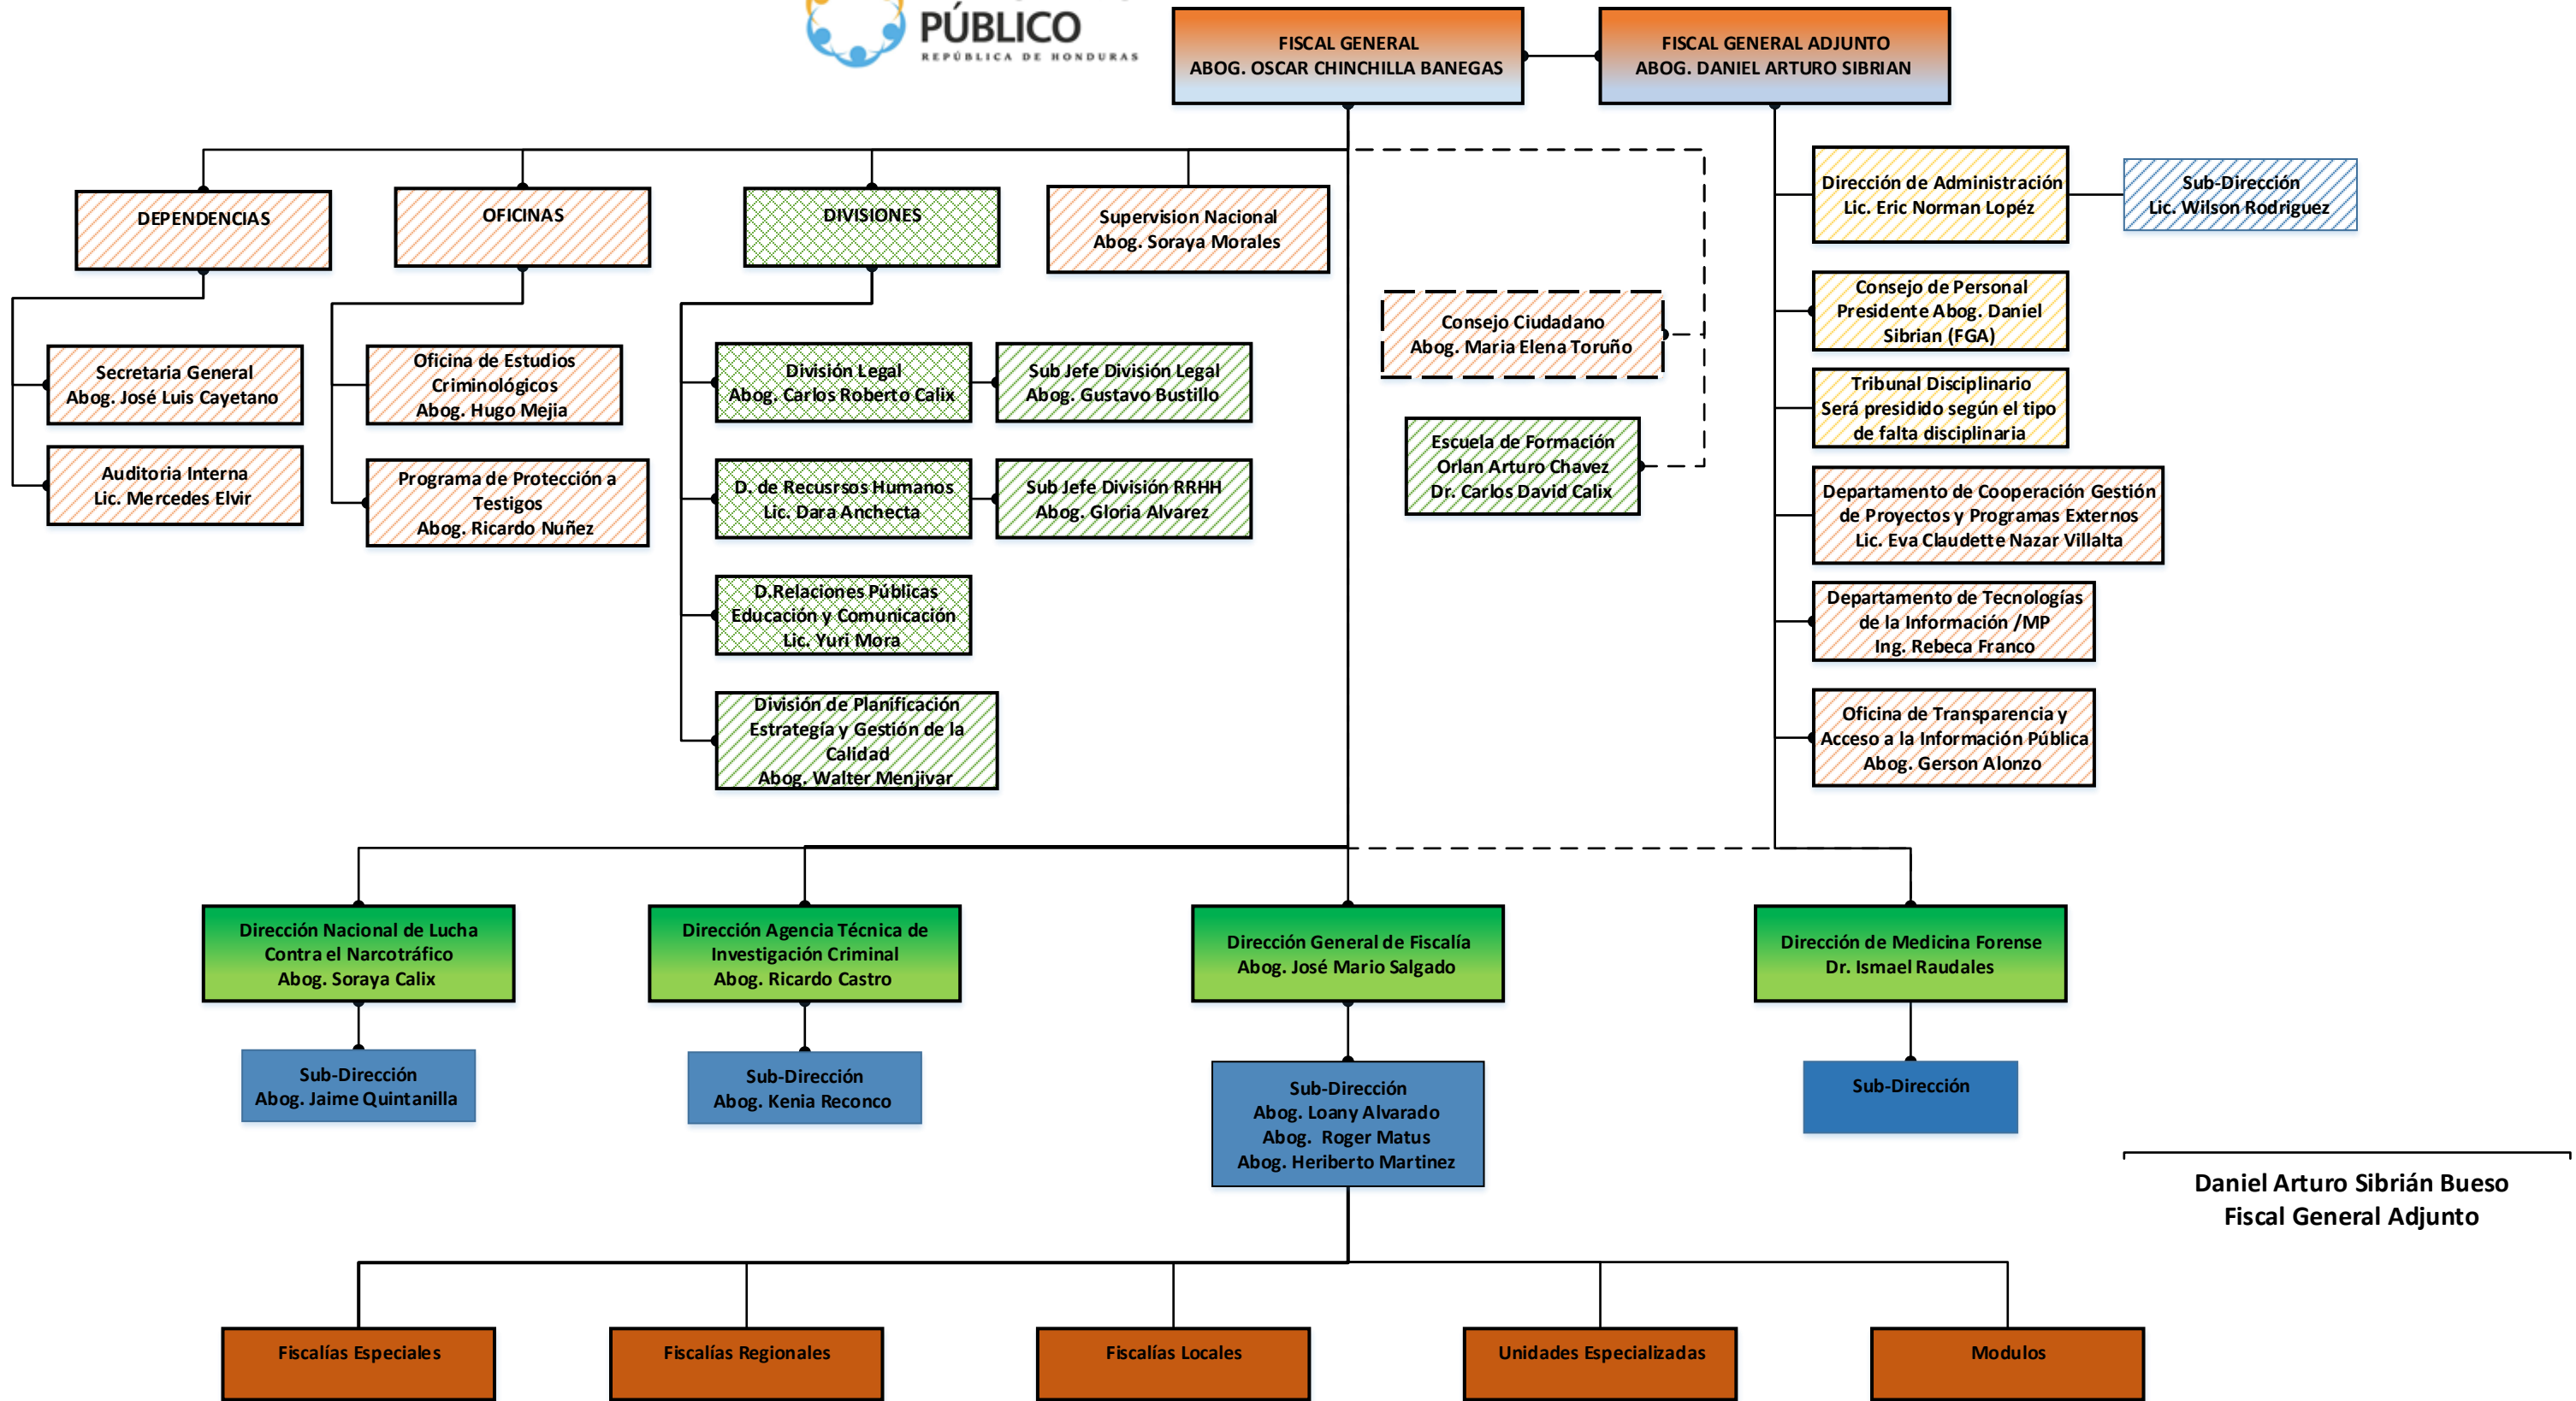 PÚBLICO
REPÚBLICA DE HONDURAS
FISCAL GENERAL
ABOG. OSCAR CHINCHILLA BANEGAS
FISCAL GENERAL ADJUNTO
ABOG. DANIEL ARTURO SIBRIAN
DEPENDENCIAS
OFICINAS
DIVISIONES
Supervision Nacional
Abog. Soraya Morales
Dirección de Administración
Lic. Eric Norman Lopéz
Sub-Dirección
Lic. Wilson Rodriguez
Consejo Ciudadano
Abog. Maria Elena Toruño
Consejo de Personal
Presidente Abog. Daniel
Sibrian (FGA)
Secretaria General
Abog. José Luis Cayetano
Oficina de Estudios
Criminológicos
Abog. Hugo Mejia
División Legal
Abog. Carlos Roberto Calix
Sub Jefe División Legal
Abog. Gustavo Bustillo
Tribunal Disciplinario
Será presidido según el tipo
de falta disciplinaria
Auditoria Interna
Lic. Mercedes Elvir
Programa de Protección a
Testigos
Abog. Ricardo Nuñez
D. de Recusrsos Humanos
Lic. Dara Anchecta
Sub Jefe División RRHH
Abog. Gloria Alvarez
Escuela de Formación
Orlan Arturo Chavez
Dr. Carlos David Calix
Departamento de Cooperación Gestión
de Proyectos y Programas Externos
Lic. Eva Claudette Nazar Villalta
D.Relaciones Públicas
Educación y Comunicación
Lic. Yuri Mora
Departamento de Tecnologías
de la Información /MP
Ing. Rebeca Franco
División de Planificación
Estrategía y Gestión de la
Calidad
Abog. Walter Menjivar
Oficina de Transparencia y
Acceso a la Información Pública
Abog. Gerson Alonzo
Dirección Nacional de Lucha
Contra el Narcotráfico
Abog. Soraya Calix
Dirección Agencia Técnica de
Investigación Criminal
Abog. Ricardo Castro
Dirección General de Fiscalía
Abog. José Mario Salgado
Dirección de Medicina Forense
Dr. Ismael Raudales
Sub-Dirección
Abog. Jaime Quintanilla
Sub-Dirección
Abog. Kenia Reconco
Sub-Dirección
Abog. Loany Alvarado
Abog. Roger Matus
Abog. Heriberto Martinez
Sub-Dirección
Daniel Arturo Sibrián Bueso
Fiscal General Adjunto
Fiscalías Especiales
Fiscalías Regionales
Fiscalías Locales
Unidades Especializadas
Modulos